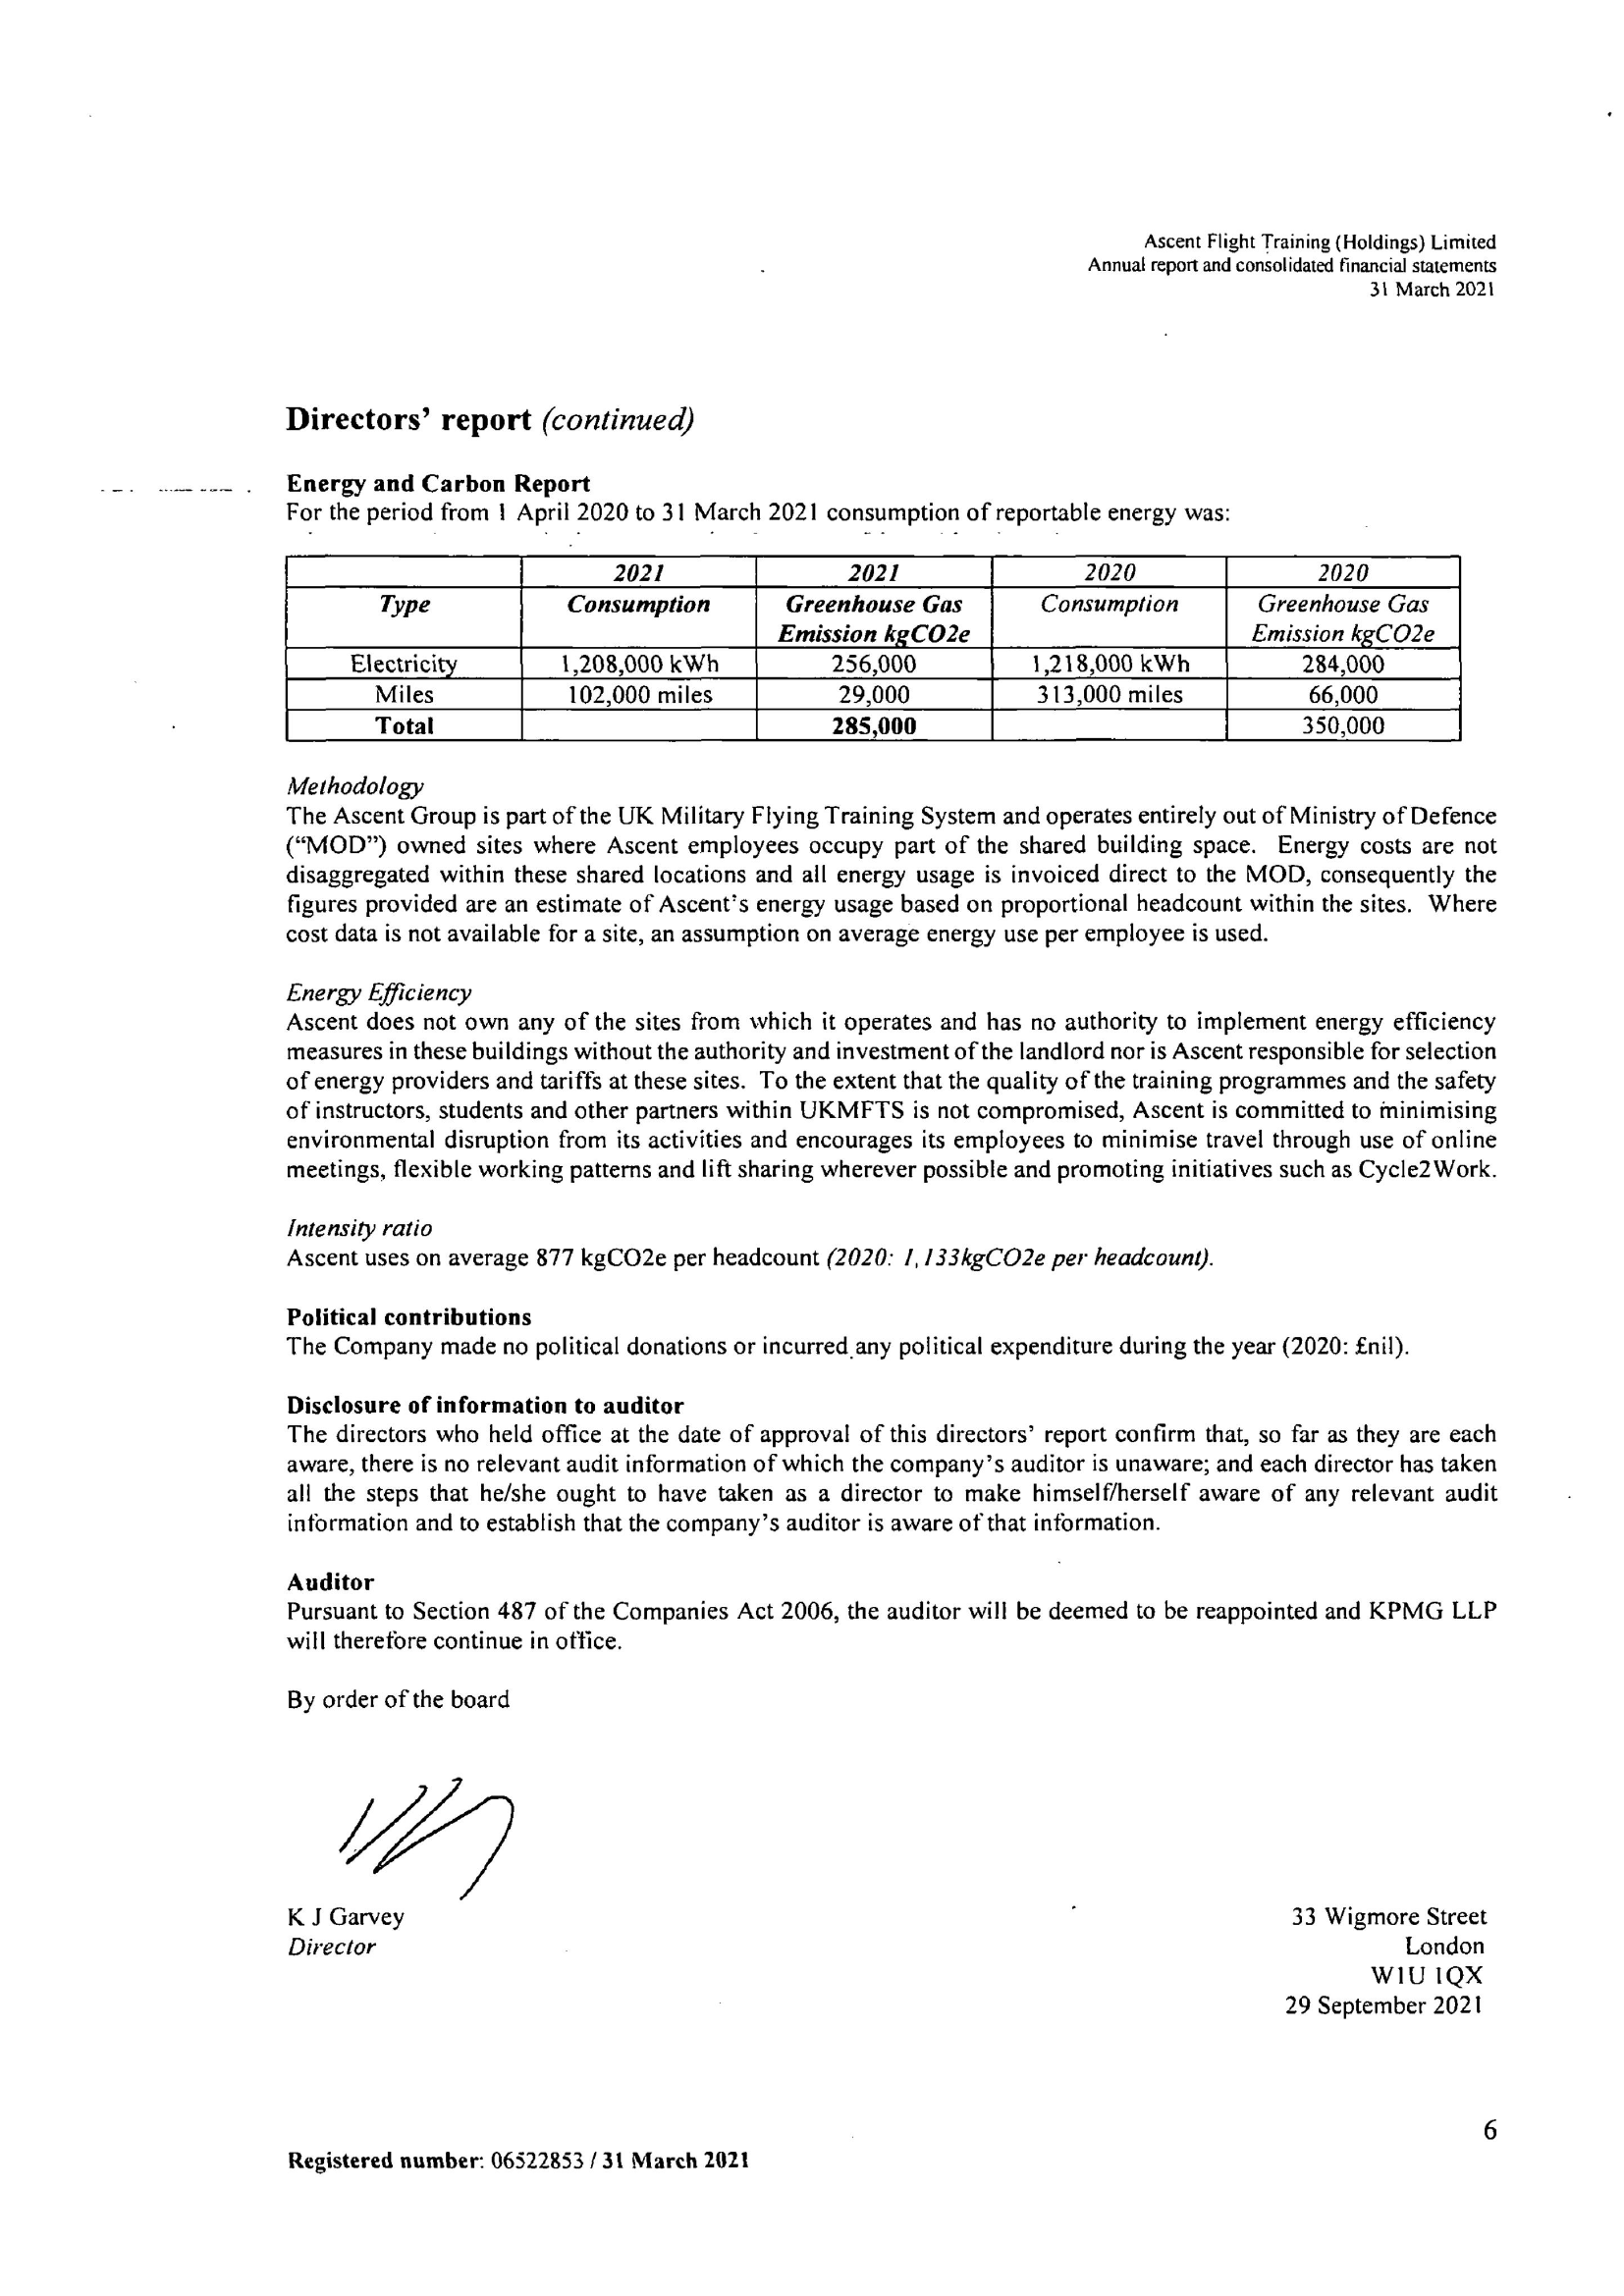 Ascent Flight Training (Holdings) Limited
Annual report and consolidated financial statements
31 March 2021
Directors' report (continued)
Energy and Carbon Report
For the period from 1 April 2020 to 31 March 2021 consumption of reportable energy was:
2021 2021 2020 2020
Type Consumption Greenhouse Gas Consumption Greenhouse Gas
Emission kgCO2e Emission kgCO2e
Electricity 1,208,000 kWh 256,000 1,218,000 kWh 284,000
Miles 102,000 miles 29,000 313,000 miles 66,000
Total 285,000 350,000
Methodology
The Ascent Group is part of the UK Military Flying Training System and operates entirely out of Ministry of Defence
("MOD") owned sites where Ascent employees occupy part of the shared building space. Energy costs are not
disaggregated within these shared locations and all energy usage is invoiced direct to the MOD, consequently the
figures provided are an estimate of Ascent's energy usage based on proportional headcount within the sites. Where
cost data is not available for a site, an assumption on average energy use per employee is used.
Energy Efficiency
Ascent does not own any of the sites from which it operates and has no authority to implement energy efficiency
measures in these buildings without the authority and investment of the landlord nor is Ascent responsible for selection
of energy providers and tariffs at these sites. To the extent that the quality of the training programmes and the safety
of instructors, students and other partners within UKMFTS is not compromised, Ascent is committed to minimising
environmental disruption from its activities and encourages its employees to minimise travel through use of online
meetings, flexible working patterns and lift sharing wherever possible and promoting initiatives such as Cycle2Work.
Intensity ratio
Ascent uses on average 877 kgCO2e per headcount (2020: 1,133kgCO2e per headcount).
Political contributions
The Company made no political donations or incurred any political expenditure during the year (2020: £nil).
Disclosure of information to auditor
The directors who held office at the date of approval of this directors' report confirm that, so far as they are each
aware, there is no relevant audit information of which the company's auditor is unaware; and each director has taken
all the steps that he/she ought to have taken as a director to make himself/herself aware of any relevant audit
information and to establish that the company's auditor is aware of that information.
Auditor
Pursuant to Section 487 of the Companies Act 2006, the auditor will be deemed to be reappointed and KPMG LLP
will therefore continue in office.
By order of the board
K J Garvey
Director
33 Wigmore Street
London
W1U 1QX
29 September 2021
6
Registered number: 06522853 / 31 March 2021